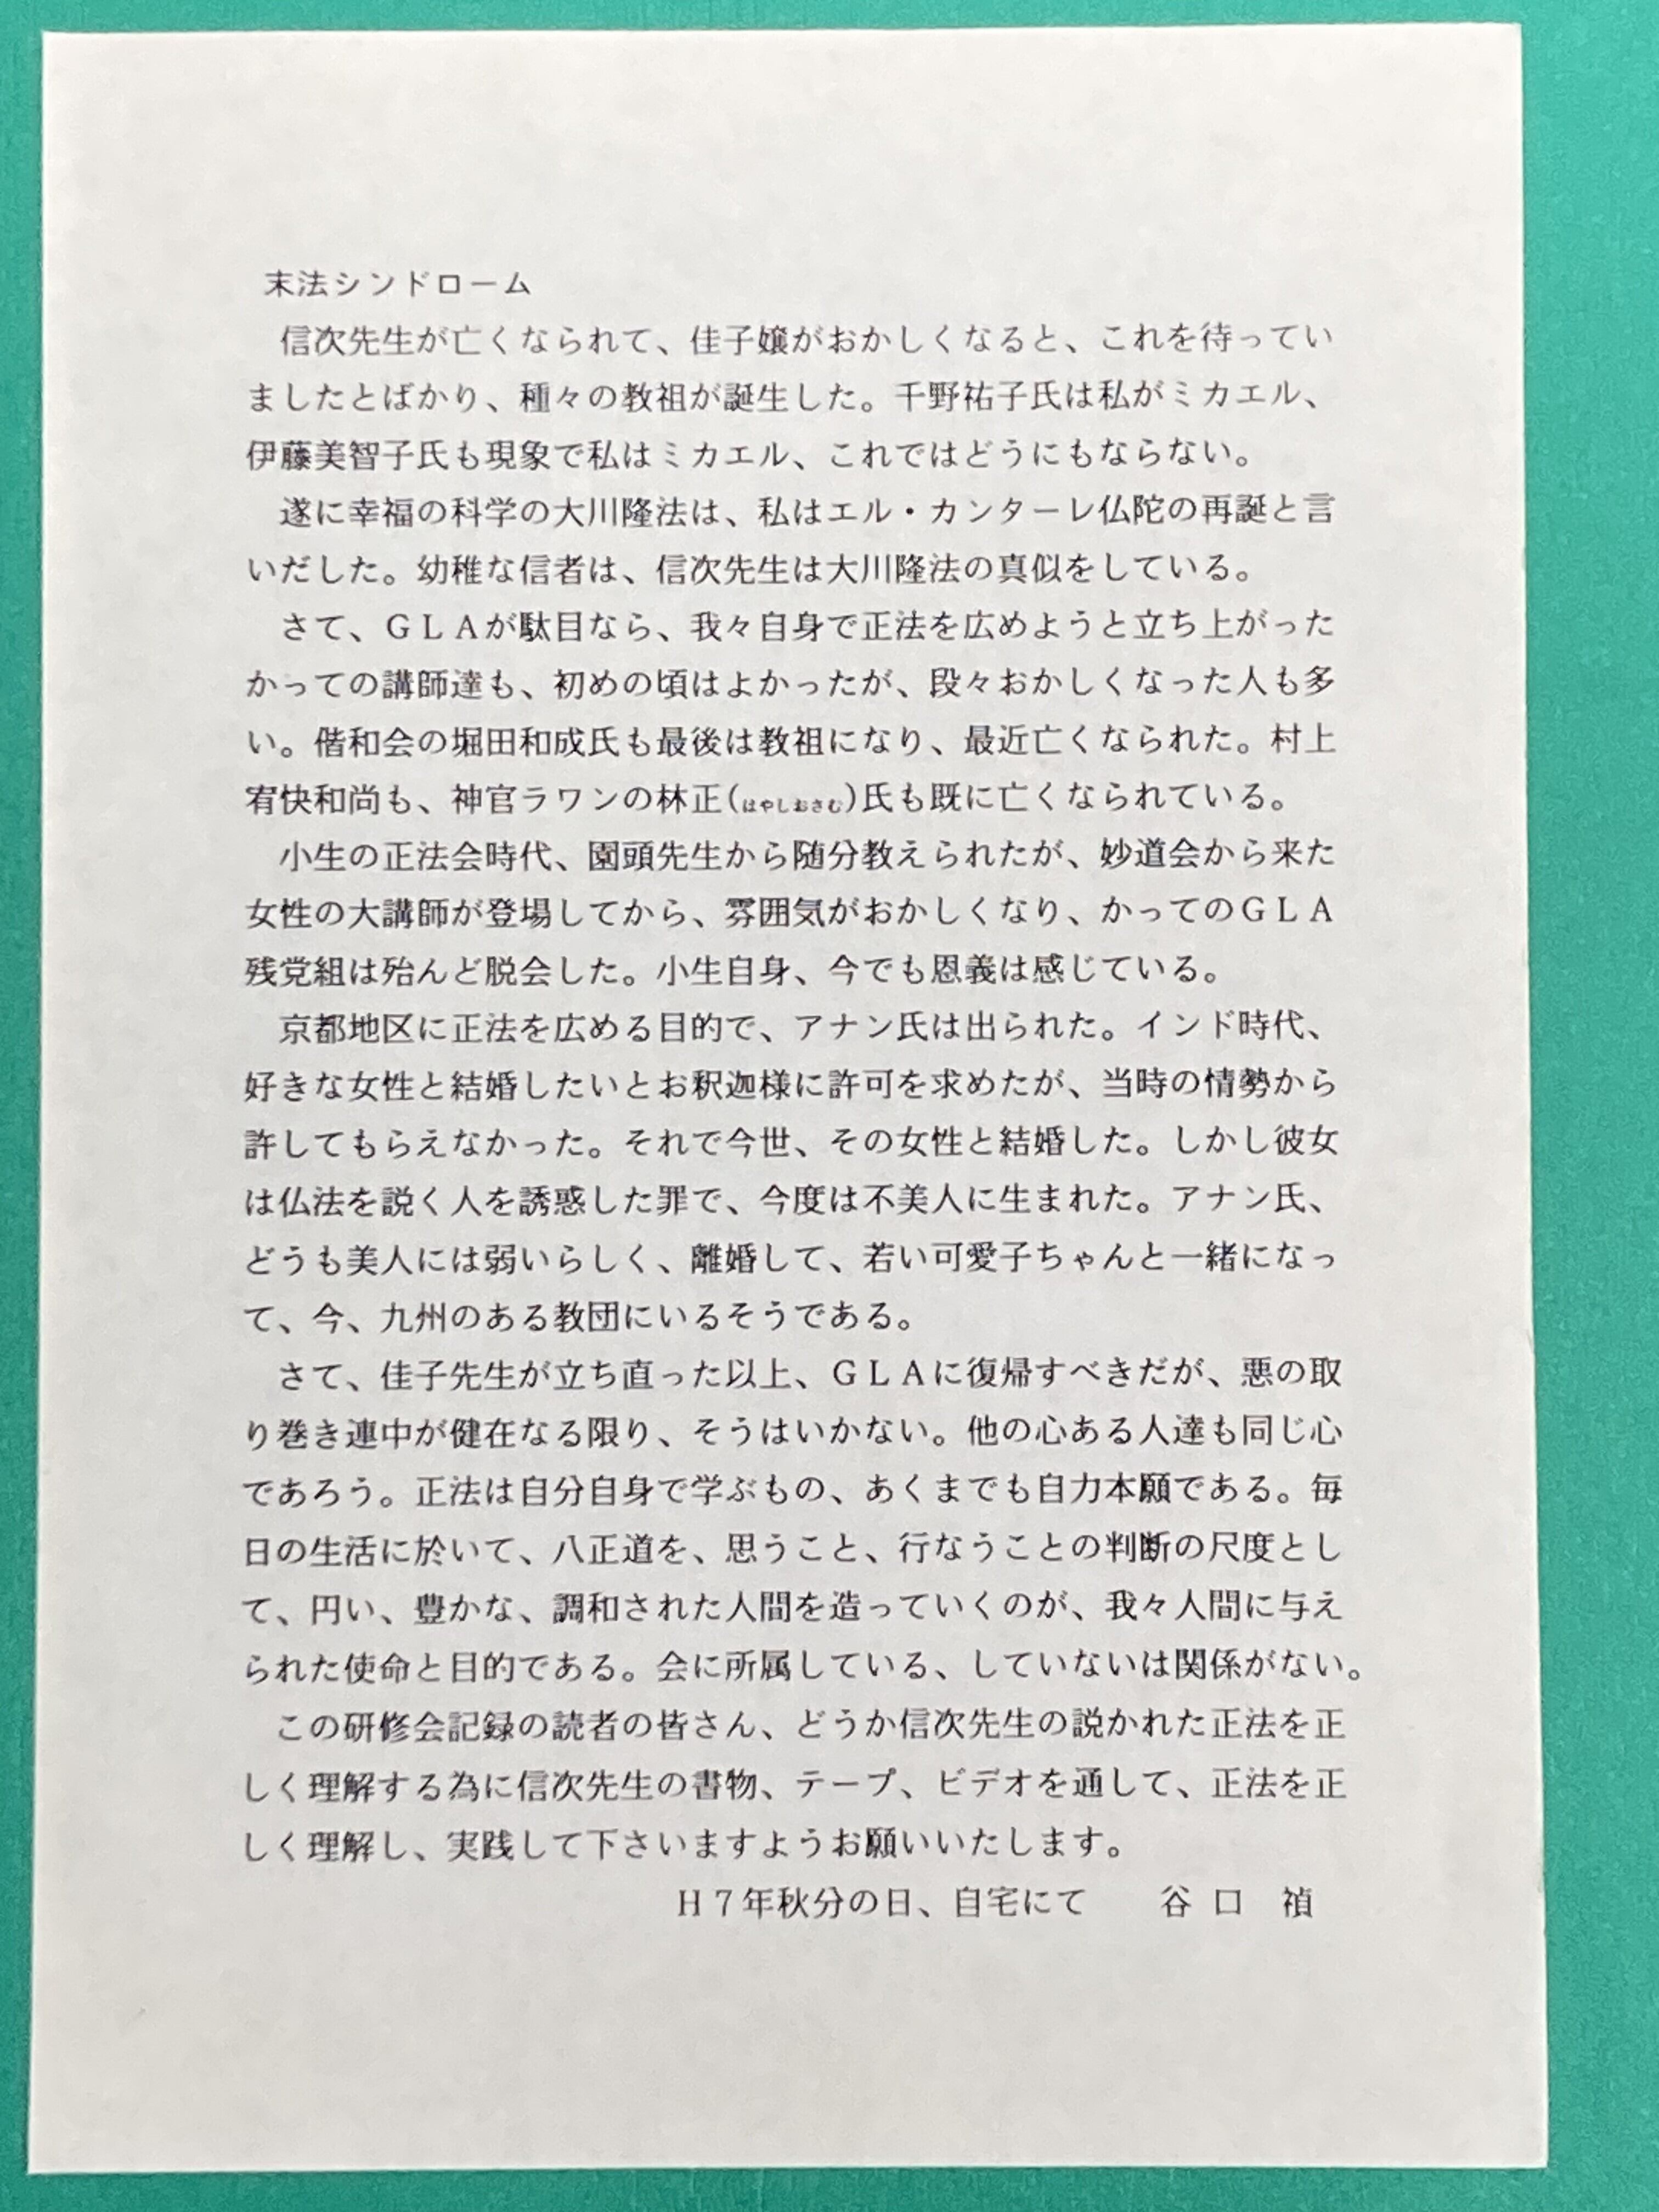 末法シンドローム
　信次先生が亡くなられて、佳子嬢がおかしくなると、これを待ってい
ましたとばかり、種々の教祖が誕生した。千野祐子氏は私がミカエル、
伊藤美智子氏も現象で私はミカエル、これではどうにもならない。
　遂に幸福の科学の大川隆法は、私はエル・カンターレ仏陀の再誕と言
いだした。幼稚な信者は、信次先生は大川隆法の真似をしている。
　さて、ＧＬＡが駄目なら、我々自身で正法を広めようと立ち上がった
かっての講師達も、初めの頃はよかったが、段々おかしくなった人も多
い。偕和会の堀田和成氏も最後は教祖になり、最近亡くなられた。村上
宥快和尚も、神官ラワンの林正(はやしおさむ)氏も既に亡くなられている。
　小生の正法会時代、園頭先生から随分教えられたが、妙道会から来た
女性の大講師が登場してから、雰囲気がおかしくなり、かってのＧＬＡ
残党組は殆んど脱会した。小生自身、今でも恩義は感じている。
　京都地区に正法を広める目的で、アナン氏は出られた。インド時代、
好きな女性と結婚したいとお釈迦様に許可を求めたが、当時の情勢から
許してもらえなかった。それで今世、その女性と結婚した。しかし彼女
は仏法を説く人を誘惑した罪で、今度は不美人に生まれた。アナン氏、
どうも美人には弱いらしく、離婚して、若い可愛子ちゃんと一緒になっ
て、今、九州のある教団にいるそうである。
　さて、佳子先生が立ち直った以上、ＧＬＡに復帰すべきだが、悪の取
り巻き連中が健在なる限り、そうはいかない。他の心ある人達も同じ心
であろう。正法は自分自身で学ぶもの、あくまでも自力本願である。毎
日の生活に於いて、八正道を、思うこと、行なうことの判断の尺度とし
て、円い、豊かな、調和された人間を造っていくのが、我々人間に与え
られた使命と目的である。会に所属している、していないは関係がない。
　この研修会記録の読者の皆さん、どうか信次先生の説かれた正法を正
しく理解する為に信次先生の書物、テープ、ビデオを通して、正法を正
しく理解し、実践して下さいますようお願いいたします。
Ｈ７年秋分の日、自宅にて　　谷 口　禎